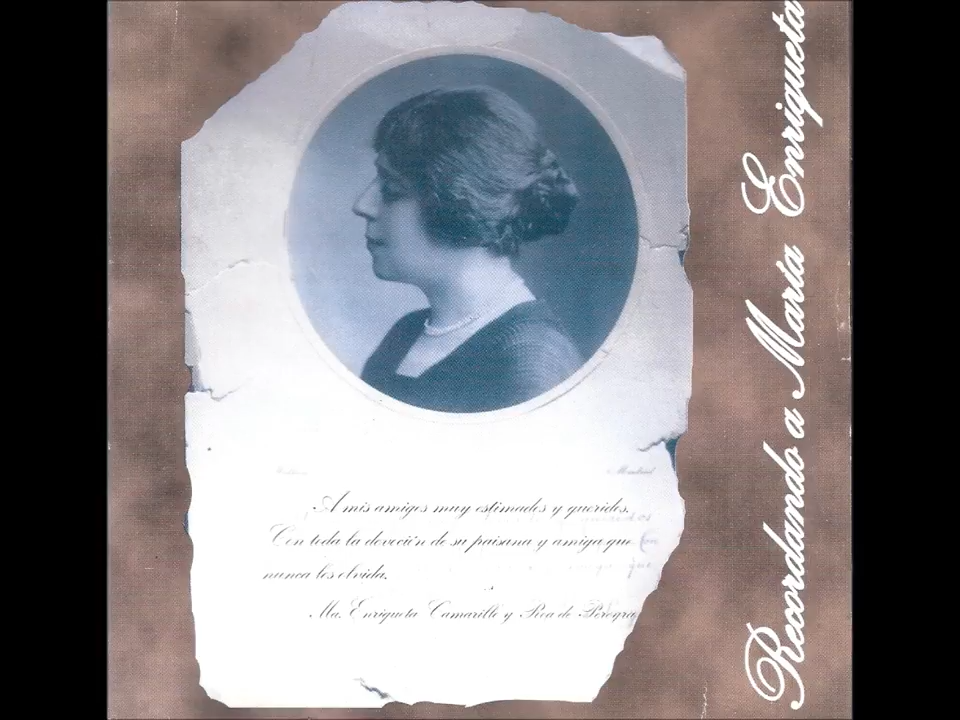 Recordando a María Enriqueta
Madrid
A mis amigos muy estimados y queridos.
Con toda la devoción de su paisana y amiga que
nunca los olvida.
Ma. Enriqueta Camarillo y Roa de